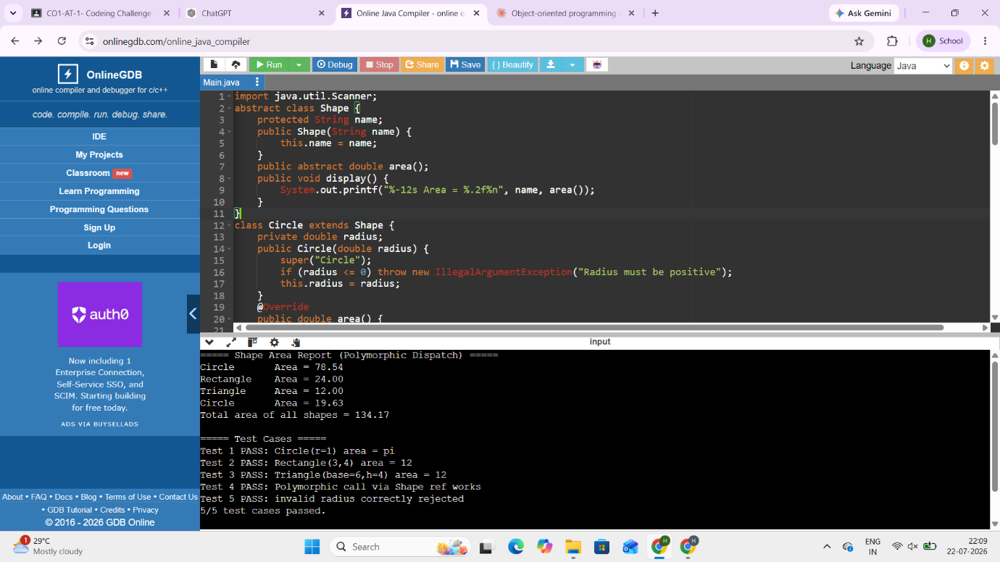 CO1-AT-1- Codeing Challenge
ChatGPT
Online Java Compiler - online e
Object-oriented programming
Ask Gemini
onlinegdb.com/online_java_compiler
H School
OnlineGDB
online compiler and debugger for c/c++
code. compile. run. debug. share.
IDE
My Projects
Classroom new
Learn Programming
Programming Questions
Sign Up
Login
auth0
Now including 1
Enterprise Connection,
Self-Service SSO, and
SCIM. Starting building
for free today.
ADS VIA BUYSELLADS
About • FAQ • Docs • Blog • Terms of Use • Contact Us
• GDB Tutorial • Credits • Privacy
© 2016 - 2026 GDB Online
Run Debug Stop Share Save { } Beautify Language Java
Main.java
1 import java.util.Scanner;
2 abstract class Shape {
3 protected String name;
4 public Shape(String name) {
5 this.name = name;
6 }
7 public abstract double area();
8 public void display() {
9 System.out.printf("%-12s Area = %.2f%n", name, area());
10 }
11 }
12 class Circle extends Shape {
13 private double radius;
14 public Circle(double radius) {
15 super("Circle");
16 if (radius <= 0) throw new IllegalArgumentException("Radius must be positive");
17 this.radius = radius;
18 }
19 @Override
20 public double area() {
21
input
===== Shape Area Report (Polymorphic Dispatch) =====
Circle Area = 78.54
Rectangle Area = 24.00
Triangle Area = 12.00
Circle Area = 19.63
Total area of all shapes = 134.17
===== Test Cases =====
Test 1 PASS: Circle(r=1) area = pi
Test 2 PASS: Rectangle(3,4) area = 12
Test 3 PASS: Triangle(base=6,h=4) area = 12
Test 4 PASS: Polymorphic call via Shape ref works
Test 5 PASS: invalid radius correctly rejected
5/5 test cases passed.
1
29°C
Mostly cloudy
Search
H
H
ENG
IN
22:09
22-07-2026